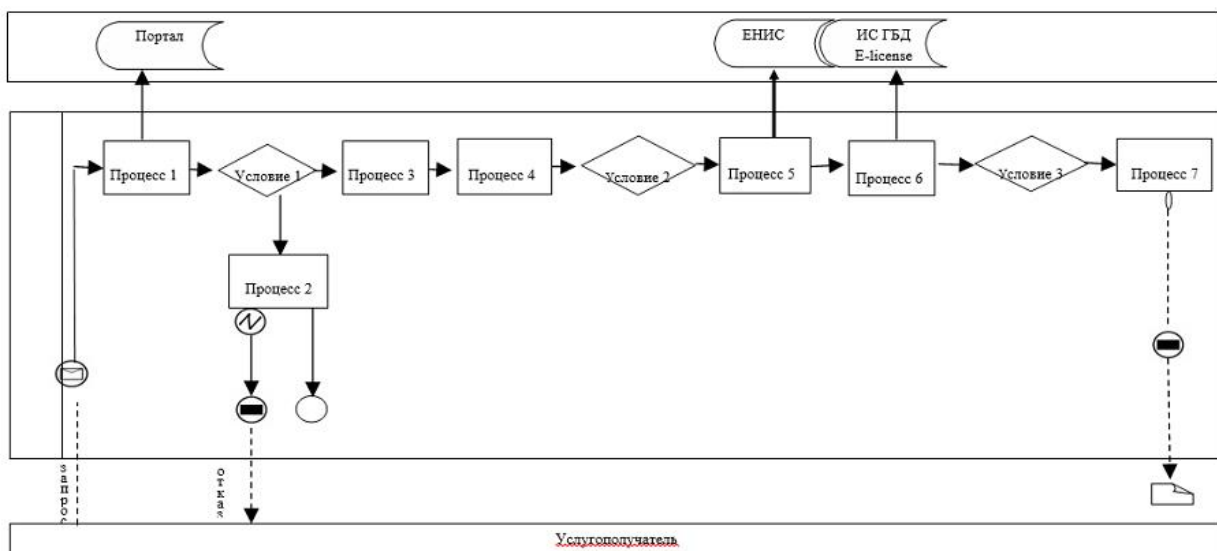 Портал
ЕНИС
ИС ГБД
E-license
Процесс 1
Условие 1
Процесс 3
Процесс 4
Условие 2
Процесс 5
Процесс 6
Условие 3
Процесс 7
Процесс 2
запрос
отказ
Услугополучатель